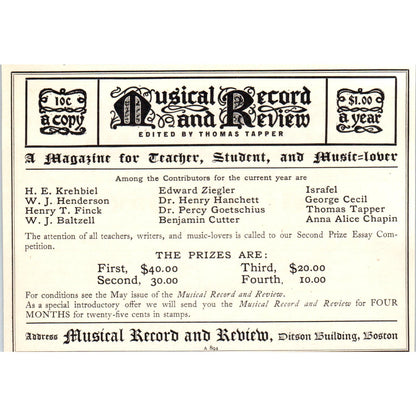 10c.
a copy
Musical Record
and Review
EDITED BY THOMAS TAPPER
$1.00
a year
A Magazine for Teacher, Student, and Music=lover
Among the Contributors for the current year are
H. E. Krehbiel Edward Ziegler Israfel
W. J. Henderson Dr. Henry Hanchett George Cecil
Henry T. Finck Dr. Percy Goetschius Thomas Tapper
W. J. Baltzell Benjamin Cutter Anna Alice Chapin
The attention of all teachers, writers, and music-lovers is called to our Second Prize Essay Com-
petition.
THE PRIZES ARE:
First, $40.00 Third, $20.00
Second, 30.00 Fourth, 10.00
For conditions see the May issue of the Musical Record and Review.
As a special introductory offer we will send you the Musical Record and Review for FOUR
MONTHS for twenty-five cents in stamps.
Address Musical Record and Review, Ditson Building, Boston
A 894